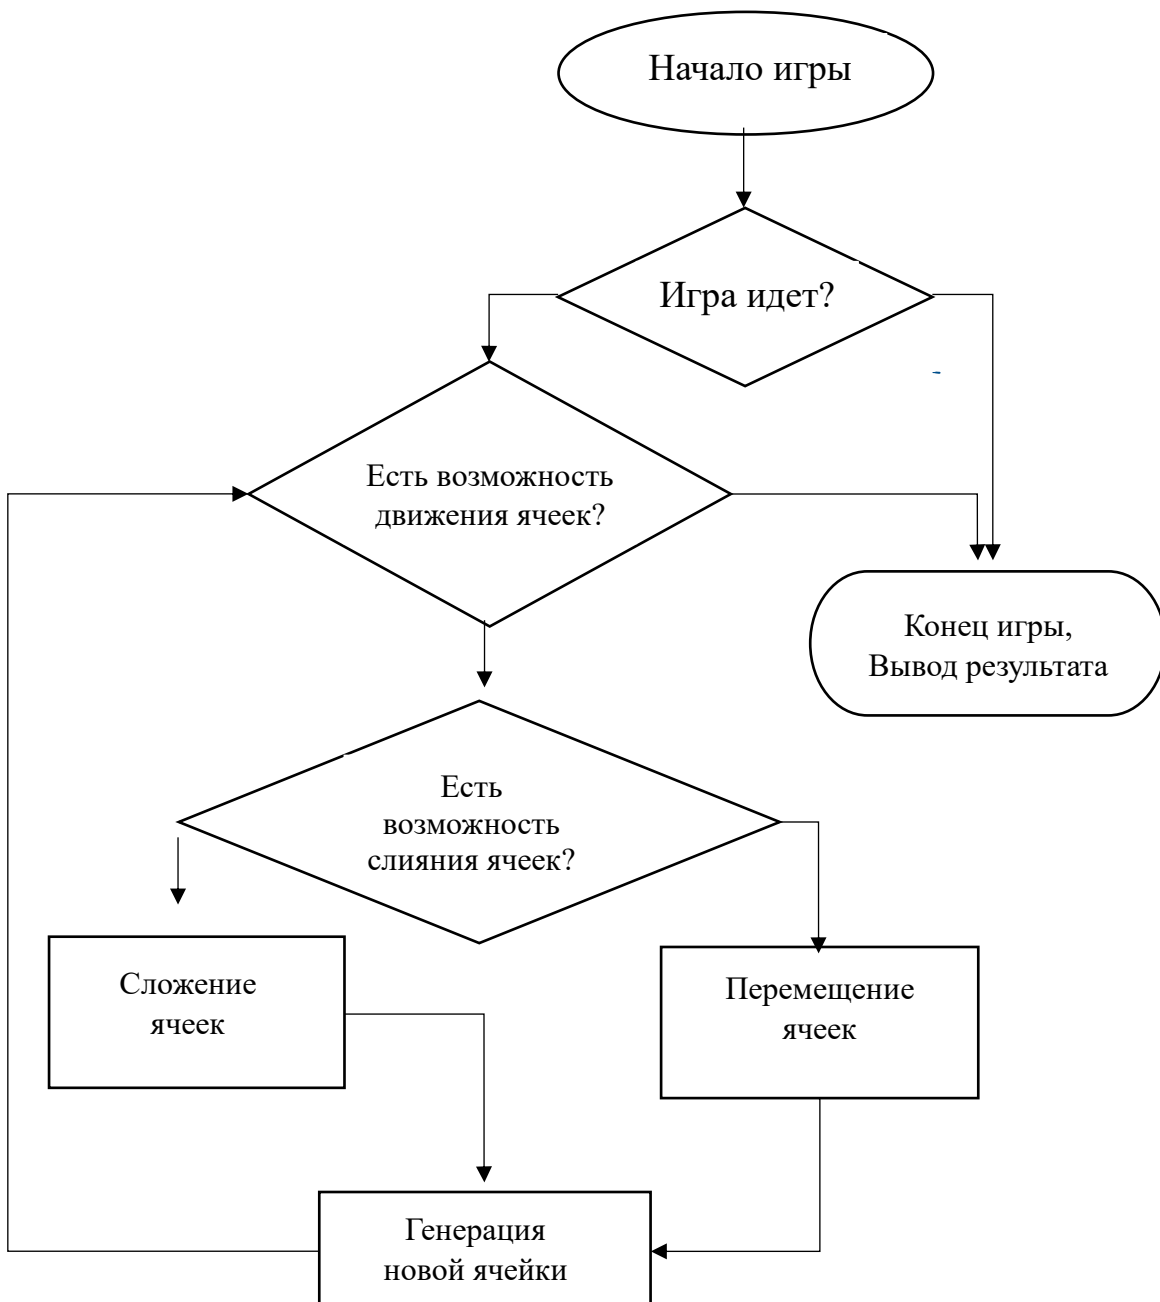 Начало игры
Игра идет?
Есть возможность
движения ячеек?
Конец игры,
Вывод результата
Есть
возможность
слияния ячеек?
Сложение
ячеек
Перемещение
ячеек
Генерация
новой ячейки